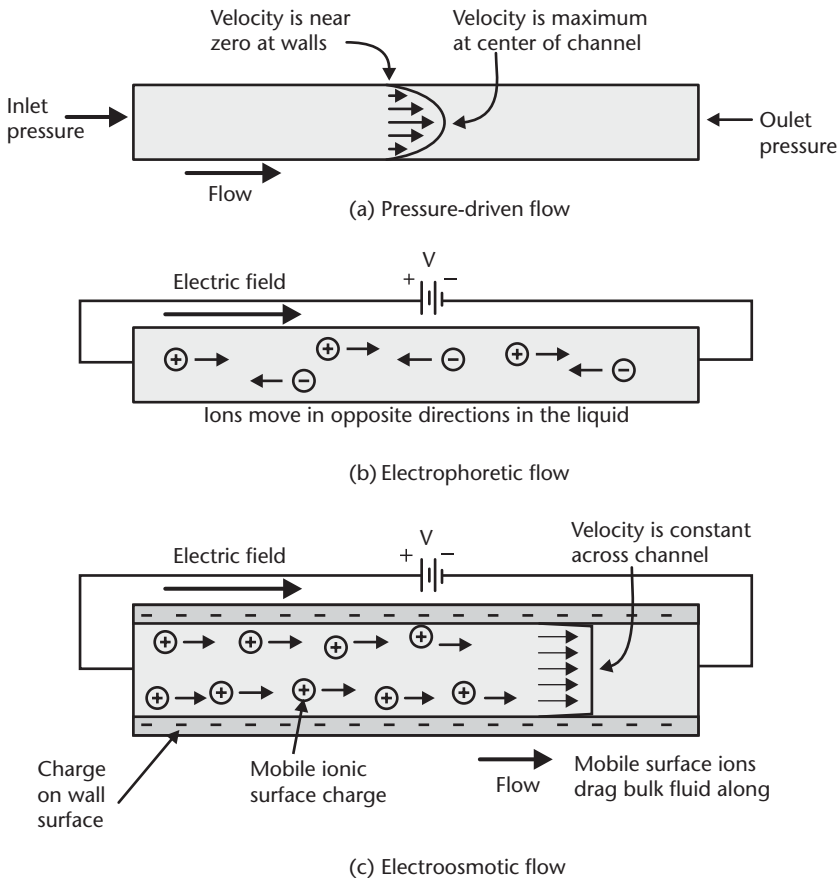 Velocity is near
zero at walls
Velocity is maximum
at center of channel
Inlet
pressure
Oulet
pressure
Flow
(a) Pressure-driven flow
V
+ −
Electric field
+ + +
− − −
Ions move in opposite directions in the liquid
(b) Electrophoretic flow
Velocity is constant
across channel
V
+ −
Electric field
− − − − − − − − − − − − − − − − −
+ + + +
+ + + + +
− − − − − − − − − − − − − − − − −
Charge
on wall
surface
Mobile ionic
surface charge
Flow
Mobile surface ions
drag bulk fluid along
(c) Electroosmotic flow